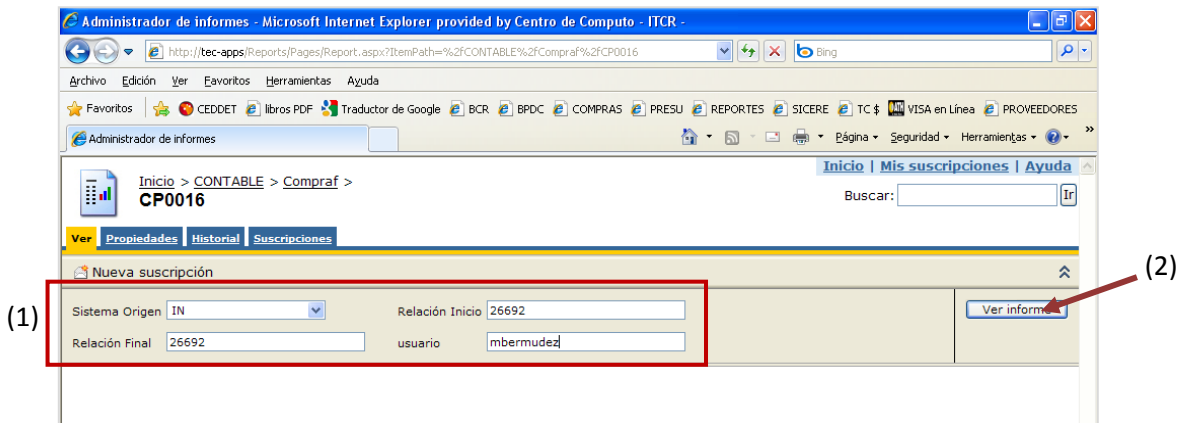 Administrador de informes - Microsoft Internet Explorer provided by Centro de Computo - ITCR -
http://tec-apps/Reports/Pages/Report.aspx?ItemPath=%2fCONTABLE%2fCompraf%2fCP0016 Bing
Archivo Edición Ver Favoritos Herramientas Ayuda
Favoritos CEDDET libros PDF Traductor de Google BCR BPDC COMPRAS PRESU REPORTES SICERE TC $ VISA en Línea PROVEEDORES
Administrador de informes Página Seguridad Herramientas »
Inicio | Mis suscripciones | Ayuda
Inicio > CONTABLE > Compraf >
CP0016
Buscar: Ir
Ver Propiedades Historial Suscripciones
Nueva suscripción
(2)
(1)
Sistema Origen IN Relación Inicio 26692 Ver informe
Relación Final 26692 usuario mbermudez